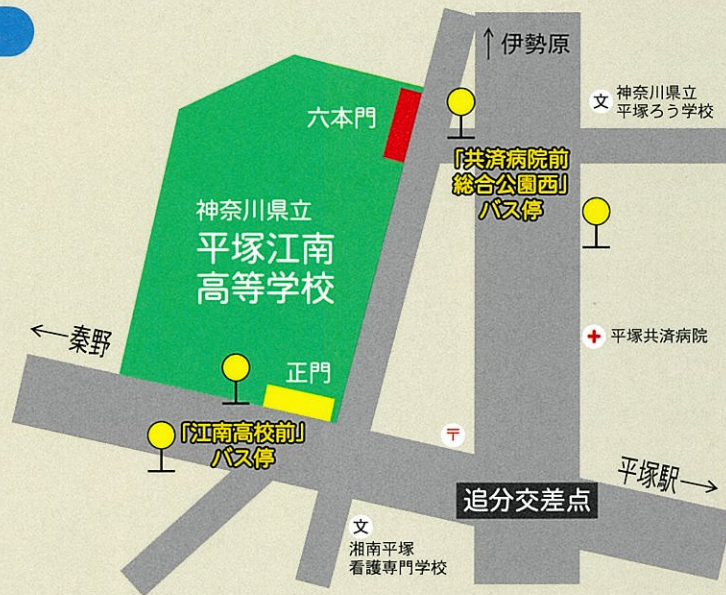 ↑伊勢原
文
神奈川県立
平塚ろう学校
六本門
「共済病院前
総合公園西」
バス停
神奈川県立
平塚江南
高等学校
平塚共済病院
←秦野
正門
「江南高校前」
バス停
〒
平塚駅→
追分交差点
文
湘南平塚
看護専門学校